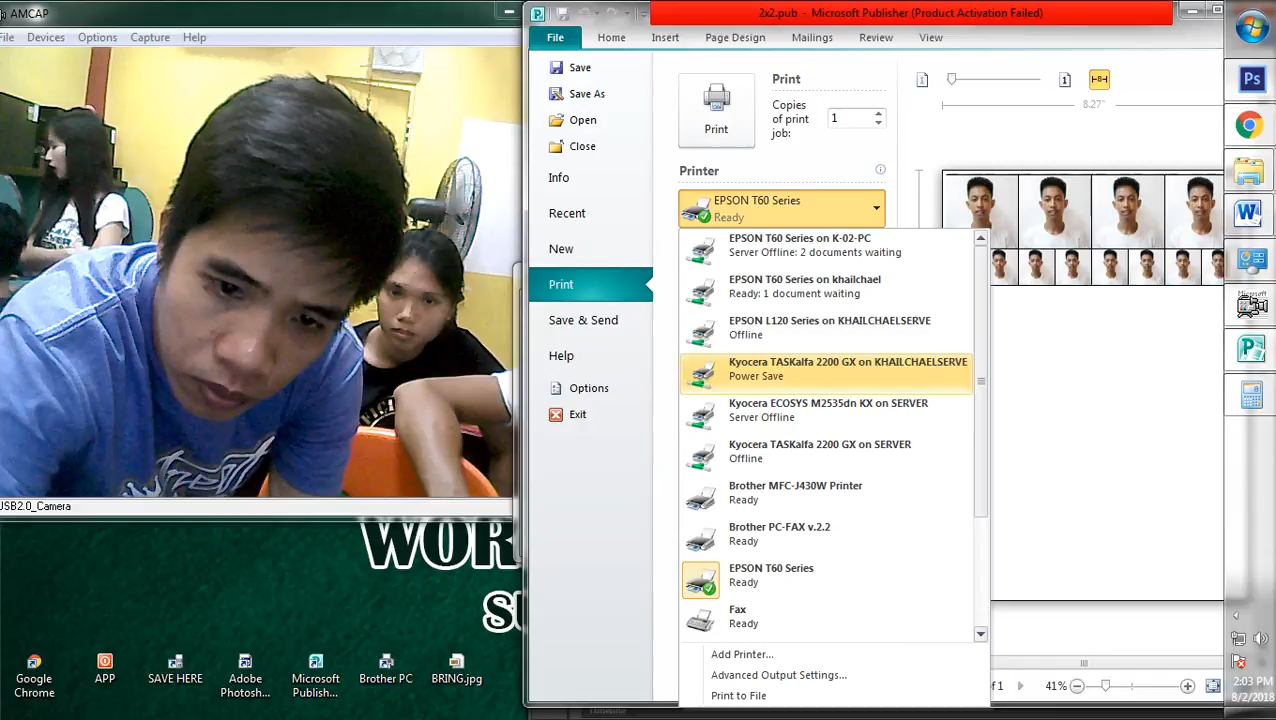 AMCAP
File Devices Options Capture Help
USB2.0_Camera
WOR
S
Google Chrome
APP
SAVE HERE
Adobe Photosh...
Microsoft Publish...
Brother PC
BRING.jpg
2x2.pub - Microsoft Publisher (Product Activation Failed)
File Home Insert Page Design Mailings Review View
Save
Save As
Open
Close
Info
Recent
New
Print
Save & Send
Help
Options
Exit
Print
Print
Copies of print job:
1
Printer
EPSON T60 Series
Ready
EPSON T60 Series on K-02-PC
Server Offline: 2 documents waiting
EPSON T60 Series on khailchael
Ready: 1 document waiting
EPSON L120 Series on KHAILCHAELSERVE
Offline
Kyocera TASKalfa 2200 GX on KHAILCHAELSERVE
Power Save
Kyocera ECOSYS M2535dn KX on SERVER
Server Offline
Kyocera TASKalfa 2200 GX on SERVER
Offline
Brother MFC-J430W Printer
Ready
Brother PC-FAX v.2.2
Ready
EPSON T60 Series
Ready
Fax
Ready
Add Printer...
Advanced Output Settings...
Print to File
8.27"
of 1
41%
Ps
Microsoft
2:03 PM
8/2/2018